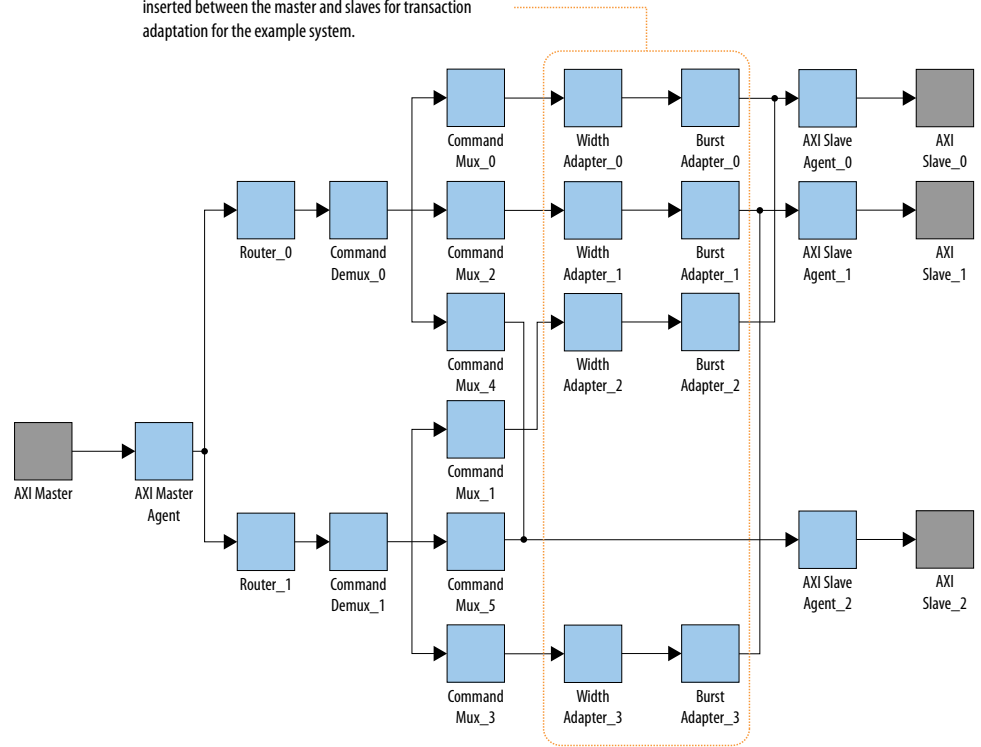 inserted between the master and slaves for transaction
adaptation for the example system.
Command
Mux_0
Width
Adapter_0
Burst
Adapter_0
AXI Slave
Agent_0
AXI
Slave_0
Router_0
Command
Demux_0
Command
Mux_2
Width
Adapter_1
Burst
Adapter_1
AXI Slave
Agent_1
AXI
Slave_1
Command
Mux_4
Width
Adapter_2
Burst
Adapter_2
AXI Master
AXI Master
Agent
Command
Mux_1
Router_1
Command
Demux_1
Command
Mux_5
AXI Slave
Agent_2
AXI
Slave_2
Command
Mux_3
Width
Adapter_3
Burst
Adapter_3